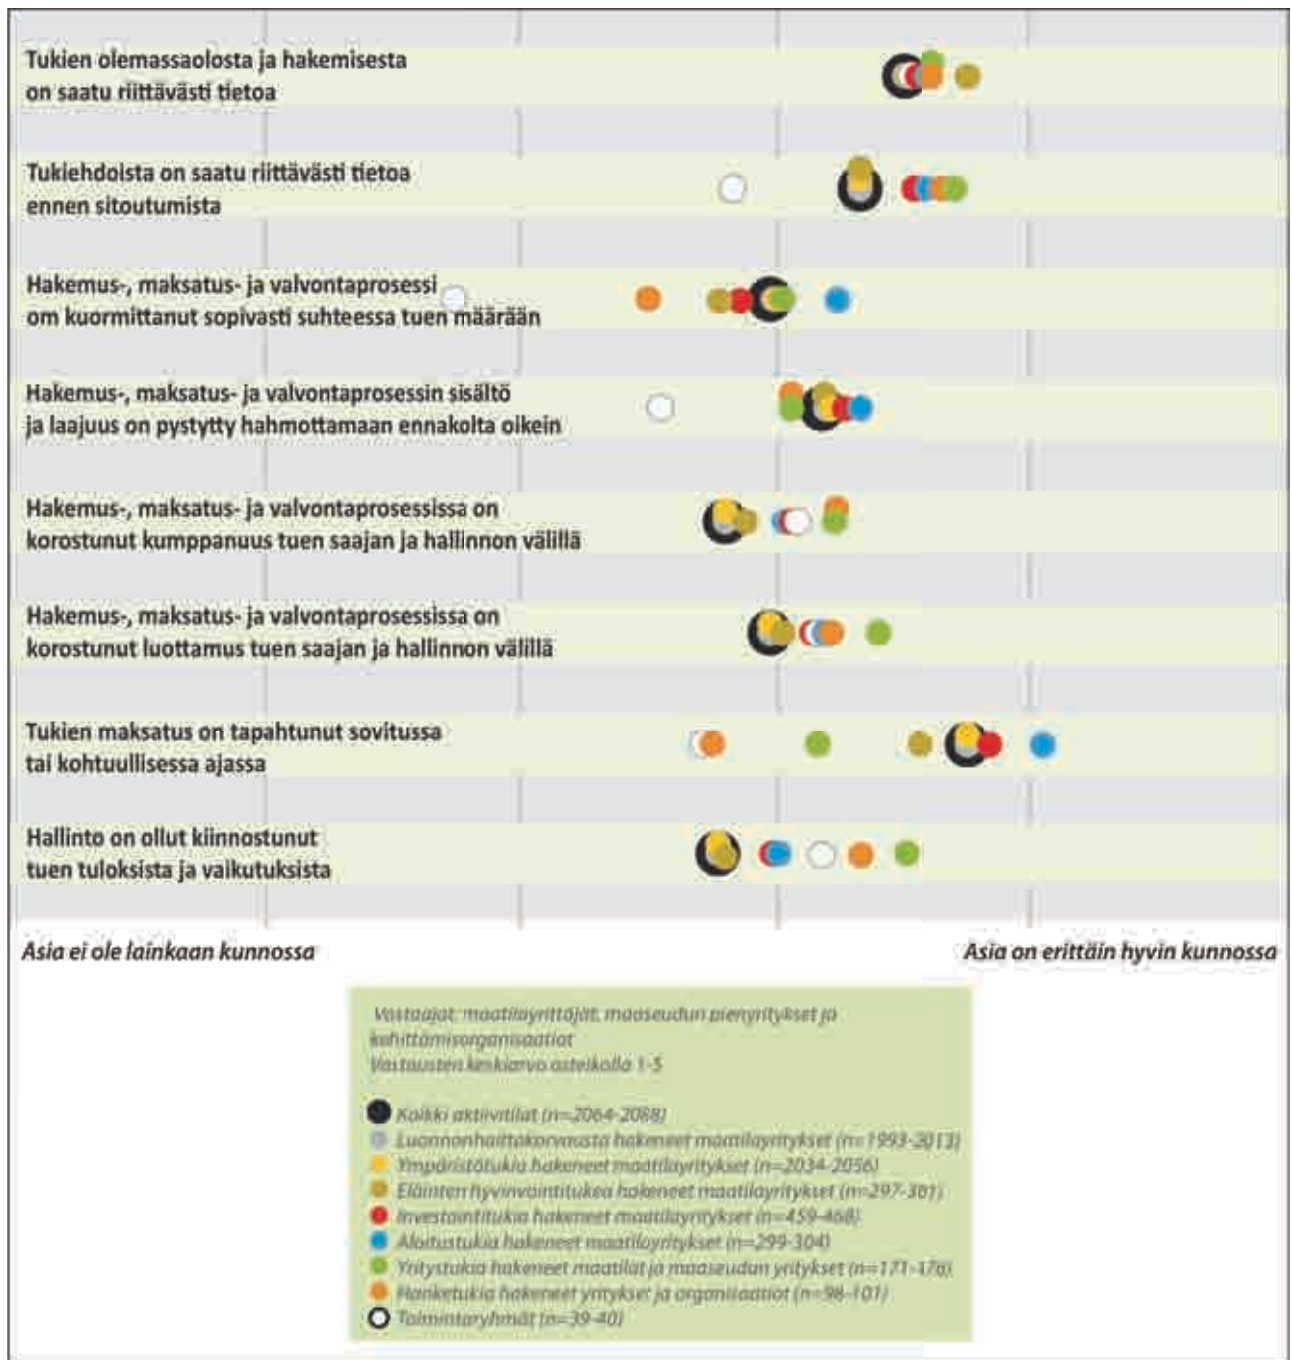 Tukien olemassaolosta ja hakemisesta
on saatu riittävästi tietoa
Tukiehdoista on saatu riittävästi tietoa
ennen sitoutumista
Hakemus-, maksatus- ja valvontaprosessi
om kuormittanut sopivasti suhteessa tuen määrään
Hakemus-, maksatus- ja valvontaprosessin sisältö
ja laajuus on pystytty hahmottamaan ennakolta oikein
Hakemus-, maksatus- ja valvontaprosessissa on
korostunut kumppanuus tuen saajan ja hallinnon välillä
Hakemus-, maksatus- ja valvontaprosessissa on
korostunut luottamus tuen saajan ja hallinnon välillä
Tukien maksatus on tapahtunut sovitussa
tai kohtuullisessa ajassa
Hallinto on ollut kiinnostunut
tuen tuloksista ja vaikutuksista
Asia ei ole lainkaan kunnossa
Asia on erittäin hyvin kunnossa
Vastaajat: maatilayrittäjät, maaseudun pienyritykset ja
kehittämisorganisaatiot
Vastausten keskiarvo asteikolla 1-5
Kaikki aktiivitilat (n=2064-2088)
Luonnonhaittakorvausta hakeneet maatilayritykset (n=1993-2013)
Ympäristötukia hakeneet maatilayritykset (n=2034-2056)
Eläinten hyvinvointitukea hakeneet maatilayritykset (n=297-301)
Investointitukia hakeneet maatilayritykset (n=459-468)
Aloitustukia hakeneet maatilayritykset (n=299-304)
Yritystukia hakeneet maatilat ja maaseudun yritykset (n=171-176)
Hanketukia hakeneet yritykset ja organisaatiot (n=98-101)
Toimintaryhmät (n=39-40)